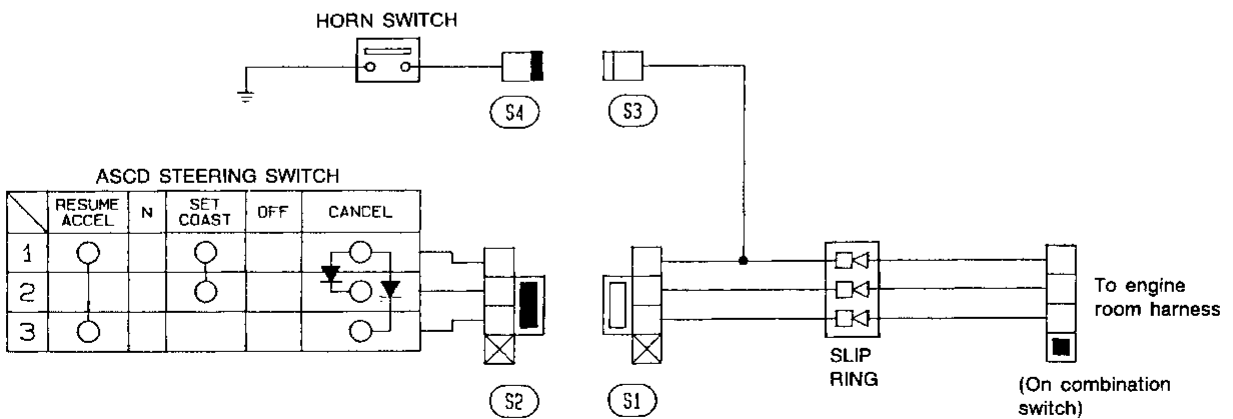 HORN SWITCH
S4
S3
ASCD STEERING SWITCH
RESUME ACCEL N SET COAST OFF CANCEL
1
2
3
S2
S1
SLIP
RING
To engine
room harness
(On combination
switch)